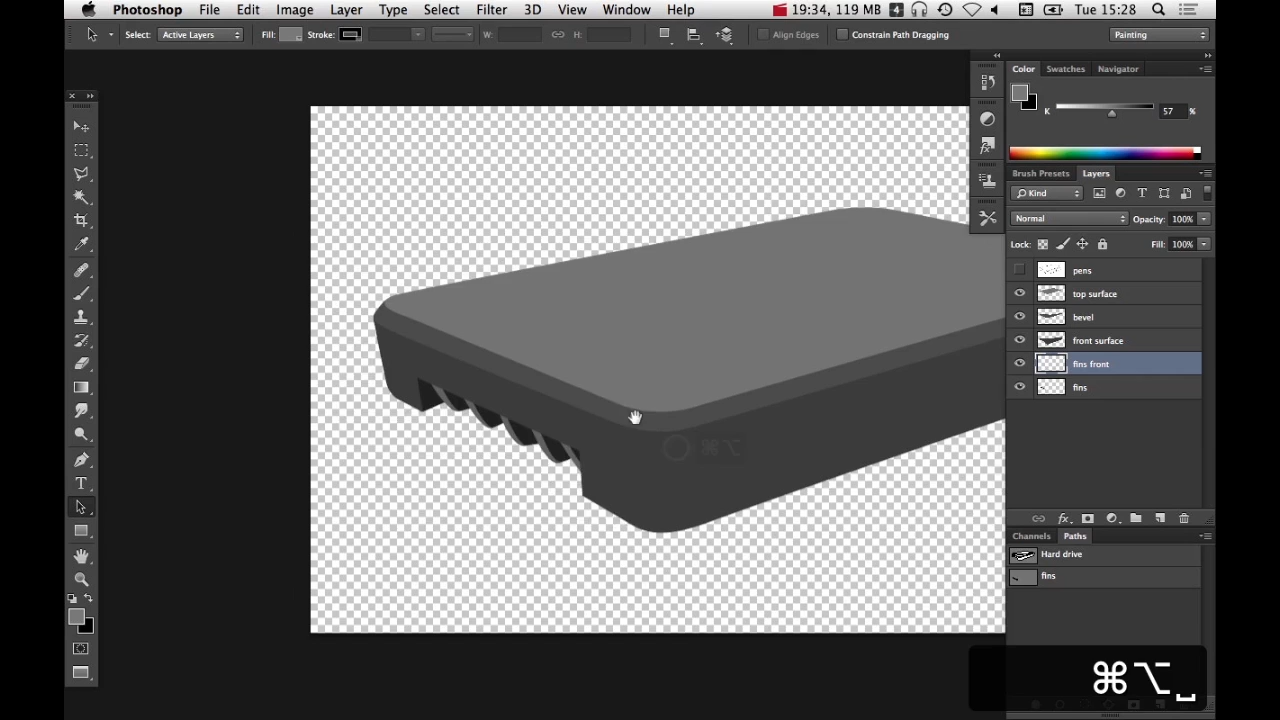 Photoshop File Edit Image Layer Type Select Filter 3D View Window Help 19:34, 119 MB 4 Tue 15:28
Select: Active Layers Fill: Stroke: W: H: Align Edges Constrain Path Dragging Painting
Color Swatches Navigator
K 57 %
Brush Presets Layers
Kind
Normal Opacity: 100%
Lock: Fill: 100%
pens
top surface
bevel
front surface
fins front
fins
fx
Channels Paths
Hard drive
fins
⌘⌥
⌘⌥␣